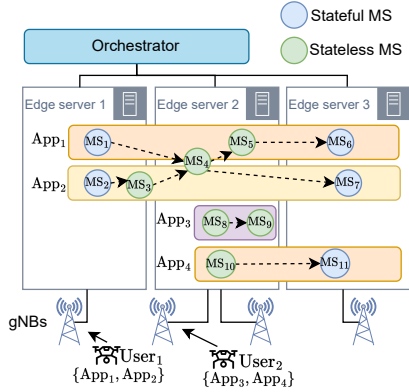 Stateful MS
Orchestrator
Stateless MS
Edge server 1
Edge server 2
Edge server 3
App₁
MS₁
MS₄
MS₅
MS₆
App₂
MS₂
MS₃
MS₇
App₃
MS₈
MS₉
App₄
MS₁₀
MS₁₁
gNBs
User₁
{App₁, App₂}
User₂
{App₃, App₄}